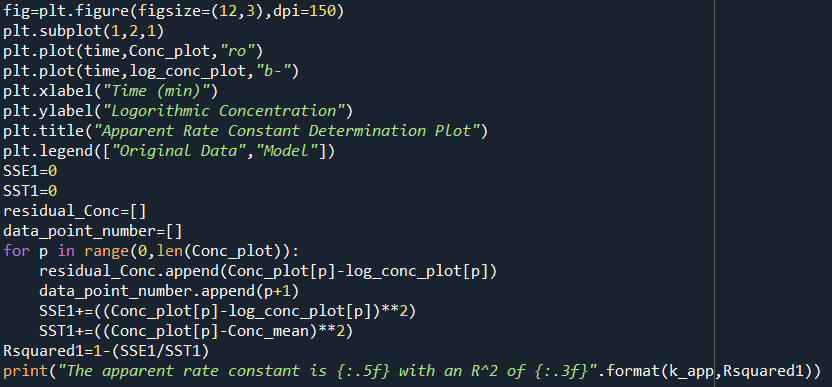 fig=plt.figure(figsize=(12,3),dpi=150)
plt.subplot(1,2,1)
plt.plot(time,Conc_plot,"ro")
plt.plot(time,log_conc_plot,"b-")
plt.xlabel("Time (min)")
plt.ylabel("Logorithmic Concentration")
plt.title("Apparent Rate Constant Determination Plot")
plt.legend(["Original Data","Model"])
SSE1=0
SST1=0
residual_Conc=[]
data_point_number=[]
for p in range(0,len(Conc_plot)):
    residual_Conc.append(Conc_plot[p]-log_conc_plot[p])
    data_point_number.append(p+1)
    SSE1+=((Conc_plot[p]-log_conc_plot[p])**2)
    SST1+=((Conc_plot[p]-Conc_mean)**2)
Rsquared1=1-(SSE1/SST1)
print("The apparent rate constant is {:.5f} with an R^2 of {:.3f}".format(k_app,Rsquared1))